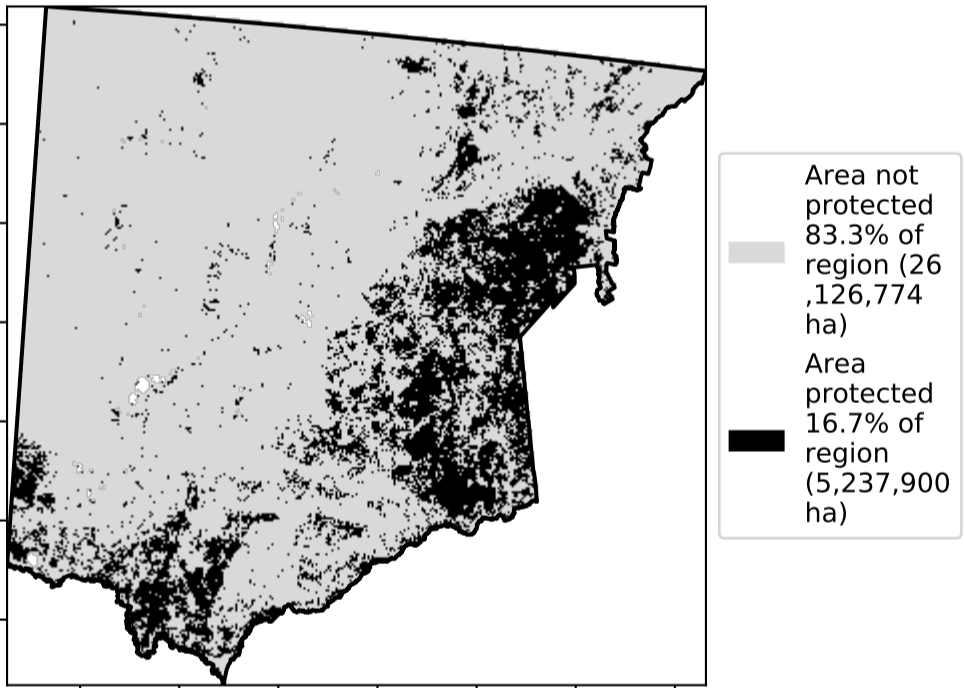 Area not
protected
83.3% of
region (26
,126,774
ha)
Area
protected
16.7% of
region
(5,237,900
ha)